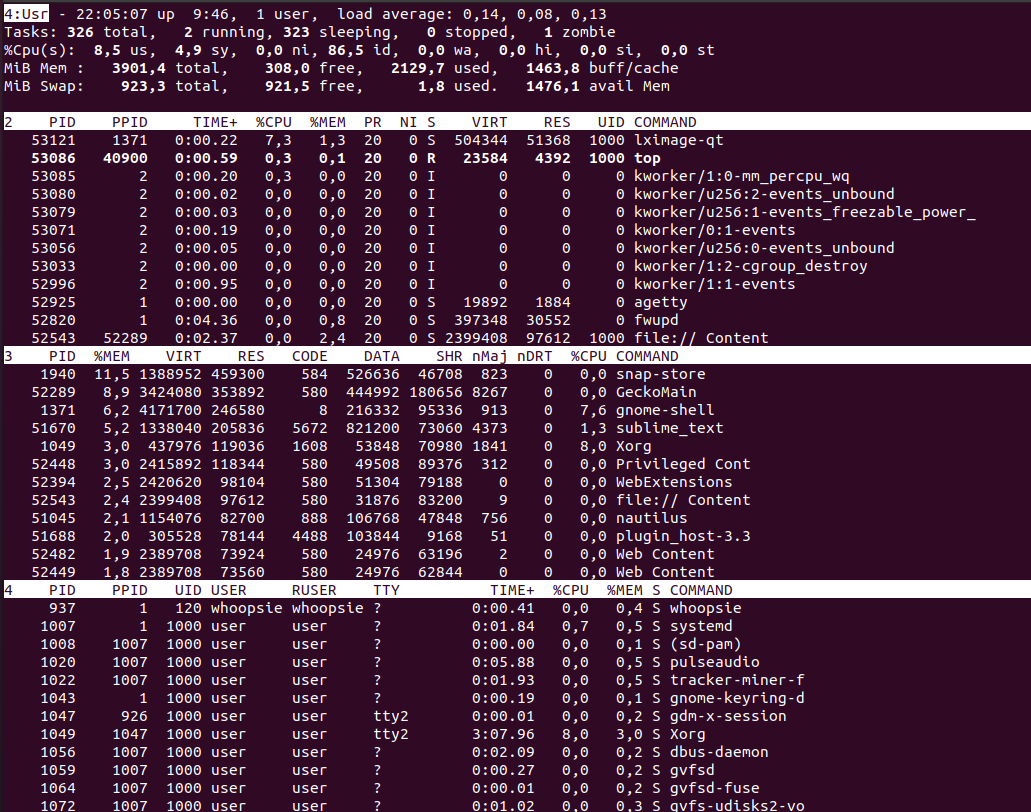 4:Usr - 22:05:07 up  9:46,  1 user,  load average: 0,14, 0,08, 0,13
Tasks: 326 total,   2 running, 323 sleeping,   0 stopped,   1 zombie
%Cpu(s):  8,5 us,  4,9 sy,  0,0 ni, 86,5 id,  0,0 wa,  0,0 hi,  0,0 si,  0,0 st
MiB Mem :   3901,4 total,    308,0 free,   2129,7 used,   1463,8 buff/cache
MiB Swap:    923,3 total,    921,5 free,      1,8 used.   1476,1 avail Mem
2    PID    PPID     TIME+  %CPU  %MEM  PR  NI S    VIRT    RES   UID COMMAND
53121    1371   0:00.22   7,3   1,3  20   0 S  504344  51368  1000 lximage-qt
53086   40900   0:00.59   0,3   0,1  20   0 R   23584   4392  1000 top
53085       2   0:00.20   0,3   0,0  20   0 I       0      0     0 kworker/1:0-mm_percpu_wq
53080       2   0:00.02   0,0   0,0  20   0 I       0      0     0 kworker/u256:2-events_unbound
53079       2   0:00.03   0,0   0,0  20   0 I       0      0     0 kworker/u256:1-events_freezable_power_
53071       2   0:00.19   0,0   0,0  20   0 I       0      0     0 kworker/0:1-events
53056       2   0:00.05   0,0   0,0  20   0 I       0      0     0 kworker/u256:0-events_unbound
53033       2   0:00.00   0,0   0,0  20   0 I       0      0     0 kworker/1:2-cgroup_destroy
52996       2   0:00.95   0,0   0,0  20   0 I       0      0     0 kworker/1:1-events
52925       1   0:00.00   0,0   0,0  20   0 S   19892   1884     0 agetty
52820       1   0:04.36   0,0   0,8  20   0 S  397348  30552     0 fwupd
52543   52289   0:02.37   0,0   2,4  20   0 S 2399408  97612  1000 file:// Content
3    PID  %MEM    VIRT    RES   CODE    DATA    SHR nMaj nDRT  %CPU COMMAND
1940  11,5 1388952 459300    584  526636  46708  823    0   0,0 snap-store
52289   8,9 3424080 353892    580  444992 180656 8267    0   0,0 GeckoMain
1371   6,2 4171700 246580      8  216332  95336  913    0   7,6 gnome-shell
51670   5,2 1338040 205836   5672  821200  73060 4373    0   1,3 sublime_text
1049   3,0  437976 119036   1608   53848  70980 1841    0   8,0 Xorg
52448   3,0 2415892 118344    580   49508  89376  312    0   0,0 Privileged Cont
52394   2,5 2420620  98104    580   51304  79188    0    0   0,0 WebExtensions
52543   2,4 2399408  97612    580   31876  83200    9    0   0,0 file:// Content
51045   2,1 1154076  82700    888  106768  47848  756    0   0,0 nautilus
51688   2,0  305528  78144   4488  103844   9168   51    0   0,0 plugin_host-3.3
52482   1,9 2389708  73924    580   24976  63196    2    0   0,0 Web Content
52449   1,8 2389708  73560    580   24976  62844    0    0   0,0 Web Content
4    PID    PPID   UID USER     RUSER    TTY          TIME+  %CPU  %MEM S COMMAND
937       1   120 whoopsie whoopsie ?          0:00.41   0,0   0,4 S whoopsie
1007       1  1000 user     user     ?          0:01.84   0,7   0,5 S systemd
1008    1007  1000 user     user     ?          0:00.00   0,0   0,1 S (sd-pam)
1020    1007  1000 user     user     ?          0:05.88   0,0   0,5 S pulseaudio
1022    1007  1000 user     user     ?          0:01.93   0,0   0,5 S tracker-miner-f
1043       1  1000 user     user     ?          0:00.19   0,0   0,1 S gnome-keyring-d
1047     926  1000 user     user     tty2       0:00.01   0,0   0,2 S gdm-x-session
1049    1047  1000 user     user     tty2       3:07.96   8,0   3,0 S Xorg
1056    1007  1000 user     user     ?          0:02.09   0,0   0,2 S dbus-daemon
1059    1007  1000 user     user     ?          0:00.27   0,0   0,2 S gvfsd
1064    1007  1000 user     user     ?          0:00.01   0,0   0,2 S gvfsd-fuse
1072    1007  1000 user     user     ?          0:01.02   0,0   0,3 S gvfs-udisks2-vo